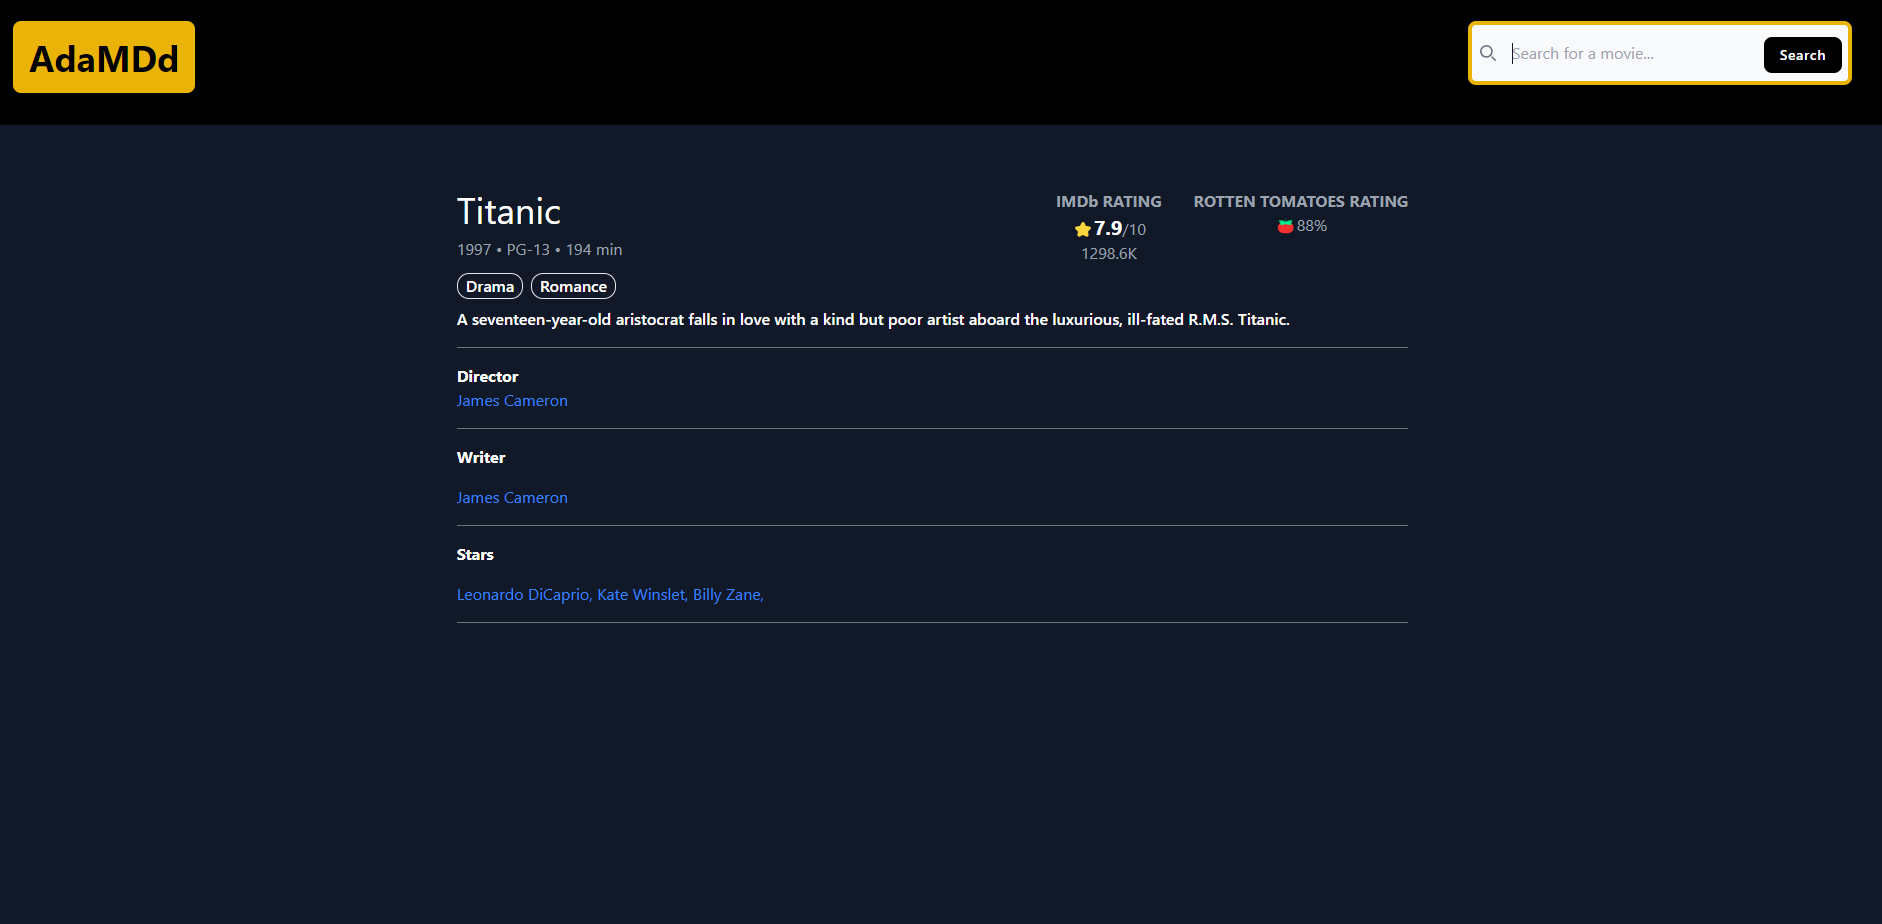 AdaMDd
Search for a movie...
Search
Titanic
1997 • PG-13 • 194 min
Drama
Romance
IMDb RATING
7.9/10
1298.6K
ROTTEN TOMATOES RATING
88%
A seventeen-year-old aristocrat falls in love with a kind but poor artist aboard the luxurious, ill-fated R.M.S. Titanic.
Director
James Cameron
Writer
James Cameron
Stars
Leonardo DiCaprio, Kate Winslet, Billy Zane,